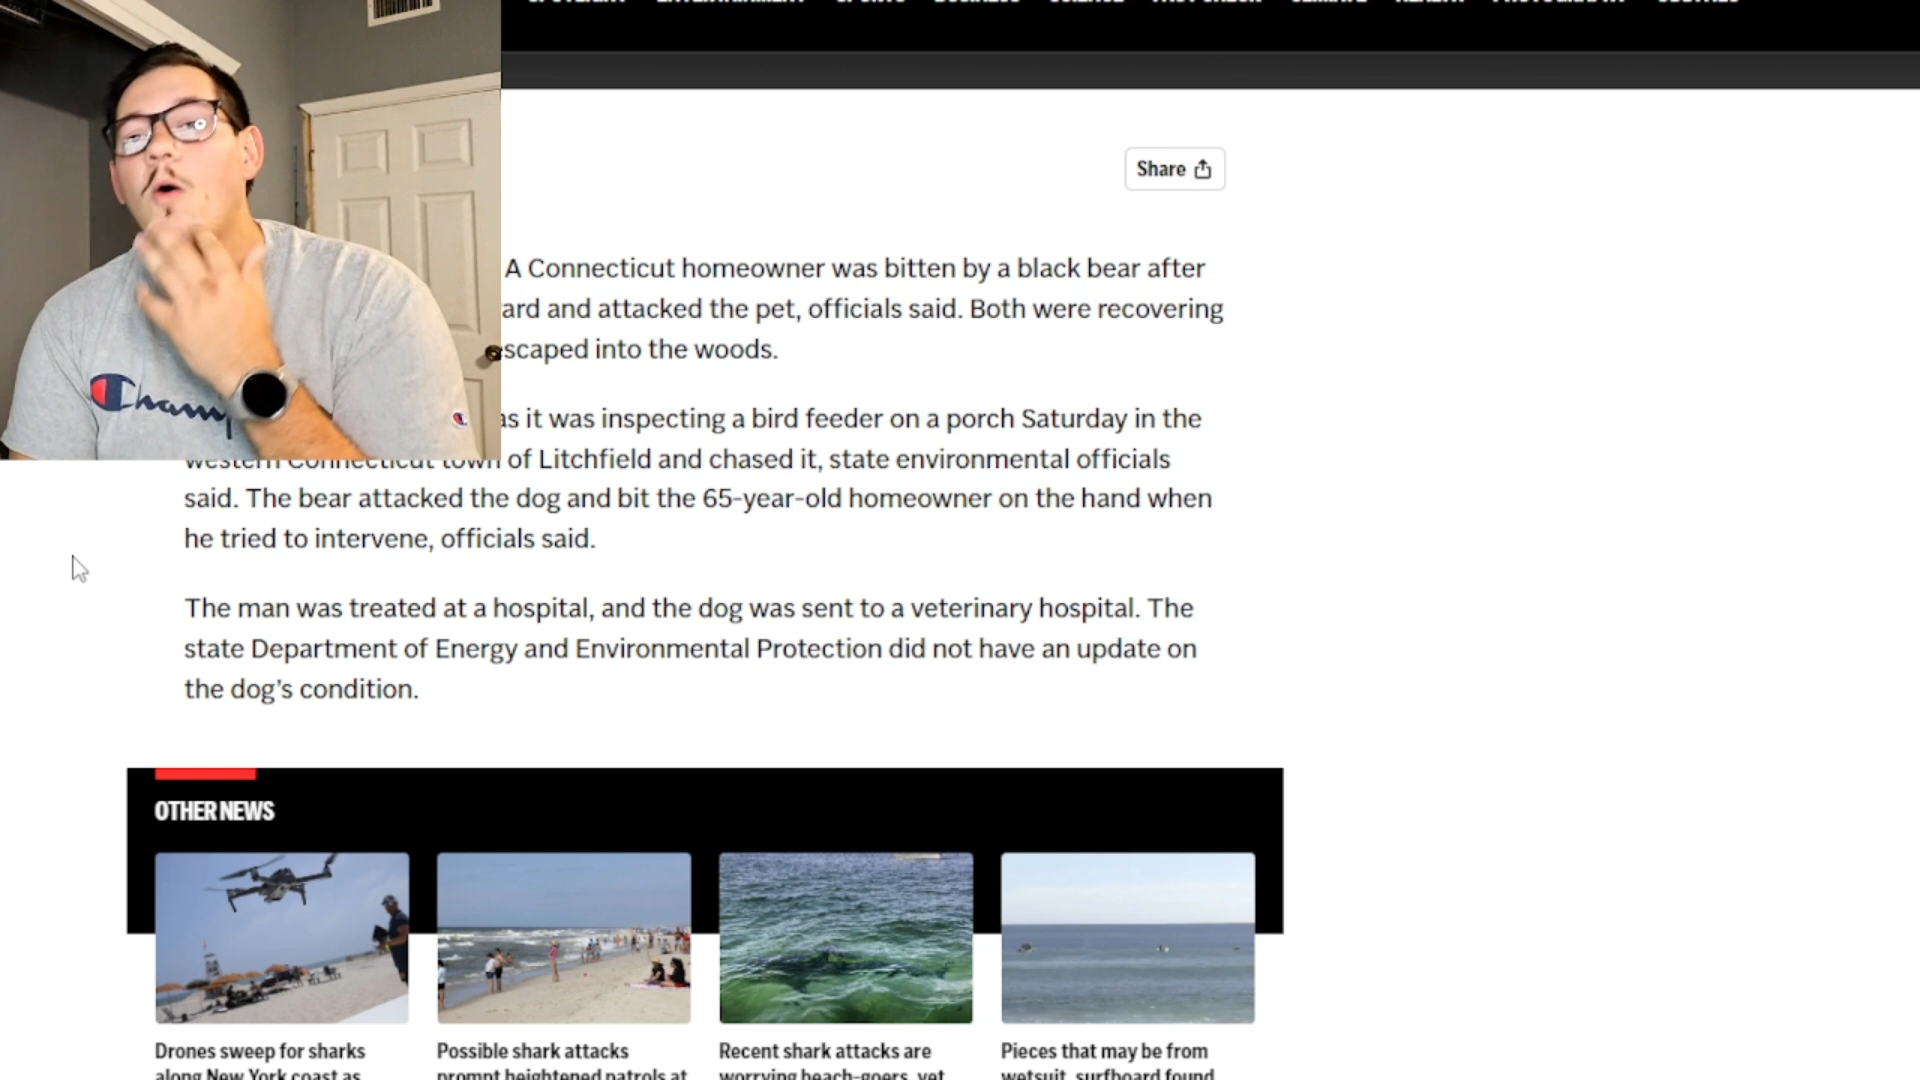 Share
A Connecticut homeowner was bitten by a black bear after
ard and attacked the pet, officials said. Both were recovering
scaped into the woods.
as it was inspecting a bird feeder on a porch Saturday in the
western Connecticut town of Litchfield and chased it, state environmental officials
said. The bear attacked the dog and bit the 65-year-old homeowner on the hand when
he tried to intervene, officials said.
The man was treated at a hospital, and the dog was sent to a veterinary hospital. The
state Department of Energy and Environmental Protection did not have an update on
the dog's condition.
OTHER NEWS
Drones sweep for sharks
along New York coast as
Possible shark attacks
prompt heightened patrols at
Recent shark attacks are
worrying beach-goers, yet
Pieces that may be from
wetsuit, surfboard found
Champ